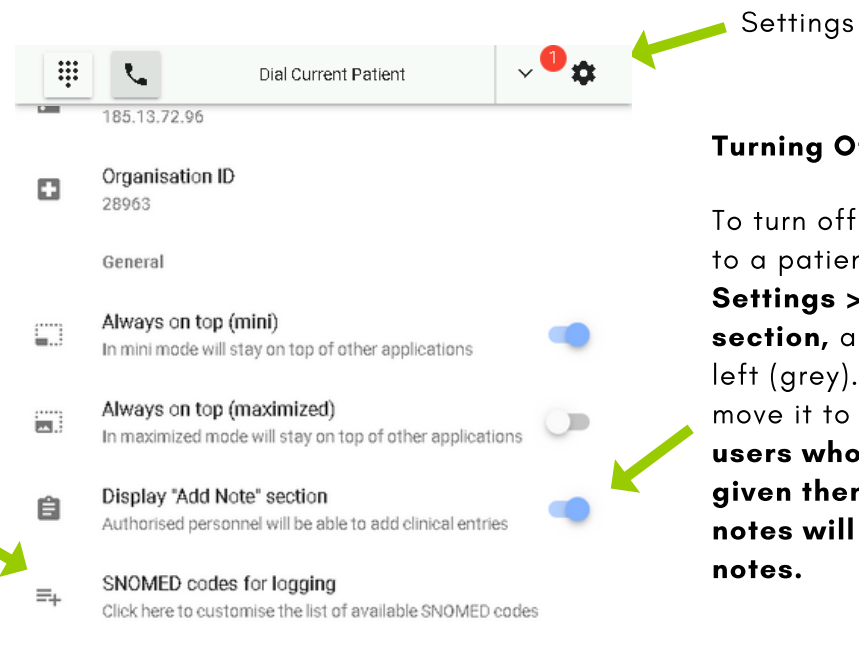 Settings
1
Dial Current Patient
185.13.72.96
Organisation ID
28963
General
Always on top (mini)
In mini mode will stay on top of other applications
Always on top (maximized)
In maximized mode will stay on top of other applications
Display "Add Note" section
Authorised personnel will be able to add clinical entries
SNOMED codes for logging
Click here to customise the list of available SNOMED codes
Turning
To turn off
to a
Settings >
section, a
left (grey).
move it to
users who
given
notes will
notes.